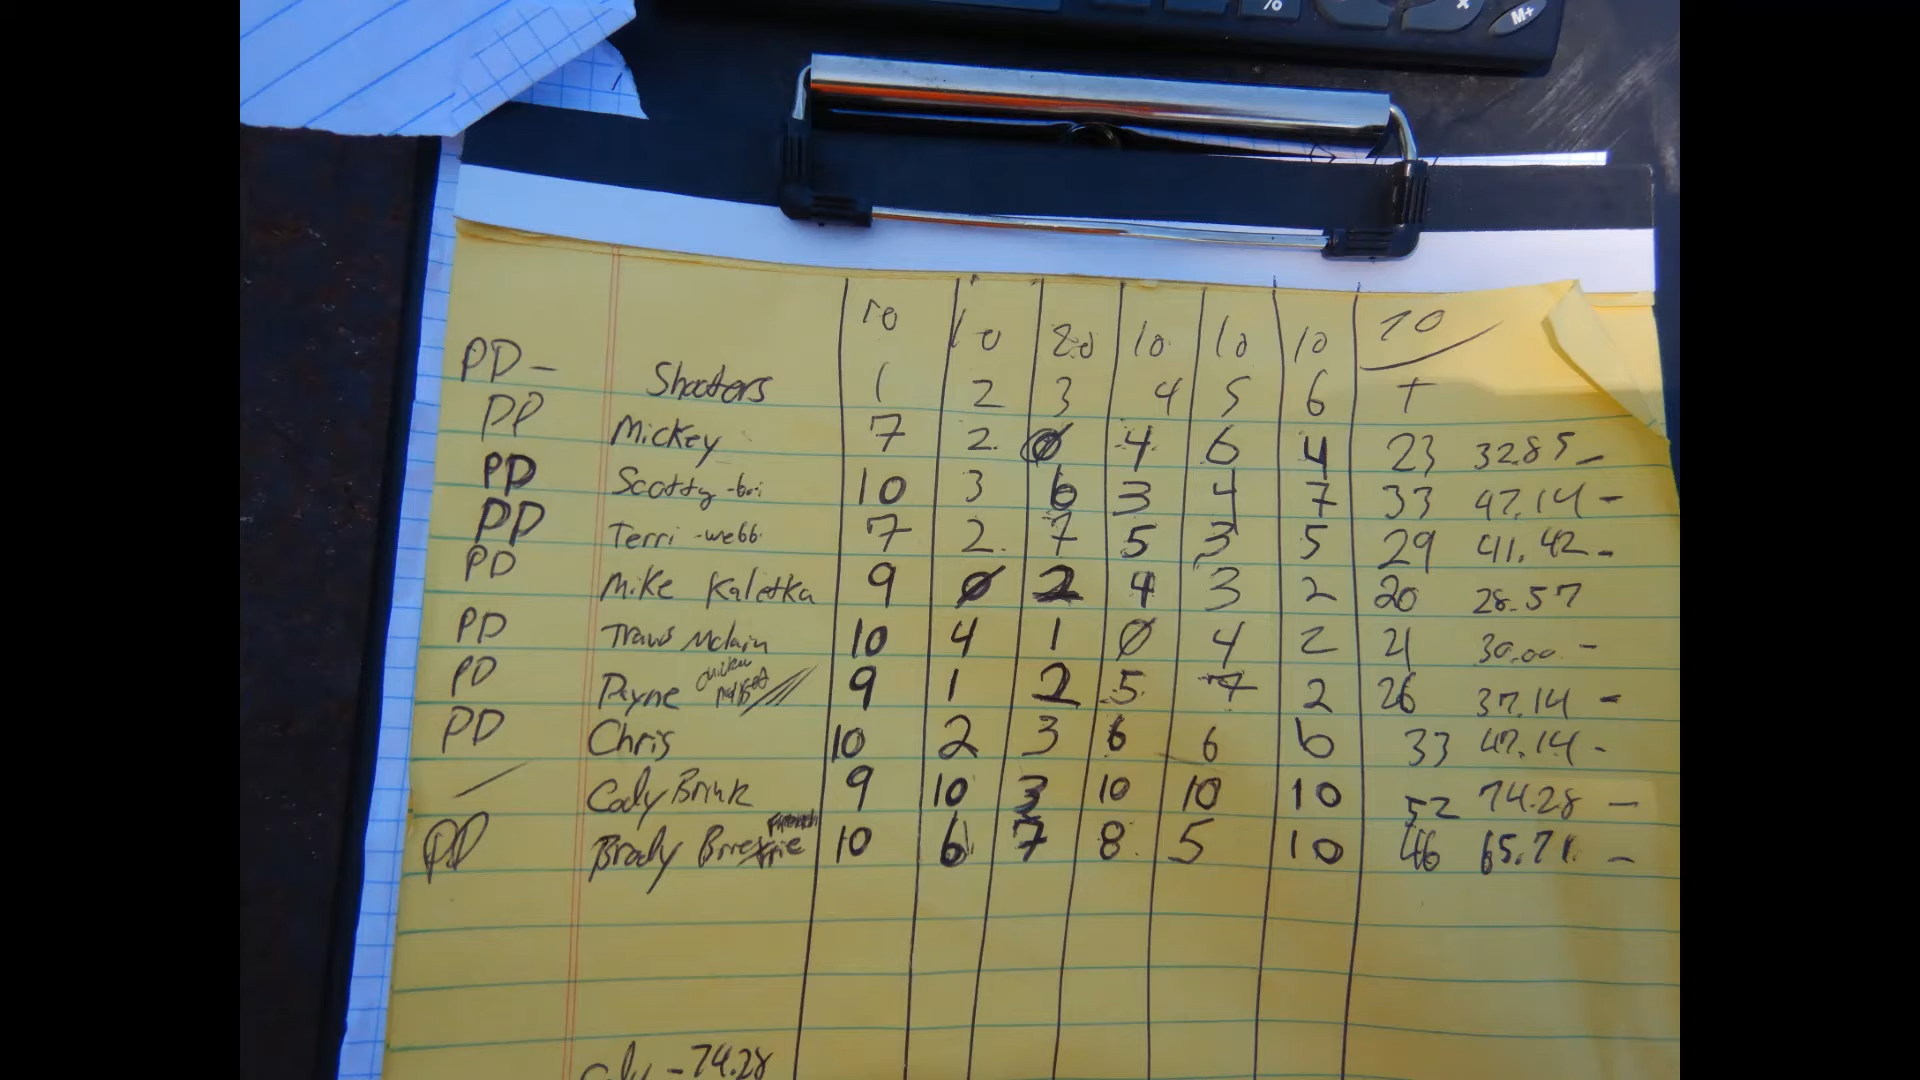 % x M+
10 10 20 10 10 10 70
PD - Shooters 1 2 3 4 5 6 T
PP Mickey 7 2 0 4 6 4 23 32.85 -
PD Scotty -boi 10 3 6 3 4 7 33 47.14 -
PD Terri -webb 7 2 7 5 3 5 29 41.42 -
PD Mike Kaletka 9 0 2 4 3 2 20 28.57
PD Travis Mclain 10 4 1 0 4 2 21 30.00 -
PD Payne 9 1 2 5 7 2 26 37.14 -
PD Chris 10 2 3 6 6 6 33 47.14 -
Cody Brink 9 10 3 10 10 10 52 74.28 -
PD Brady 10 6 7 8 5 10 46 65.71 -
Cody - 74.28